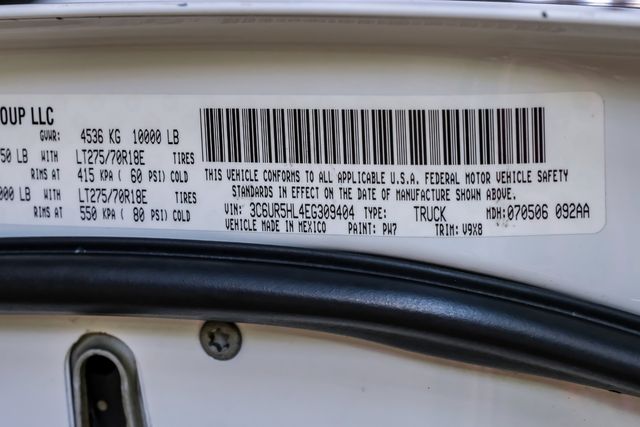 OUP LLC
GVWR: 4536 KG 10000 LB
50 LB WITH LT275/70R18E TIRES
RIMS AT 415 KPA ( 60 PSI) COLD
000 LB WITH LT275/70R18E TIRES
RIMS AT 550 KPA ( 80 PSI) COLD
THIS VEHICLE CONFORMS TO ALL APPLICABLE U.S.A. FEDERAL MOTOR VEHICLE SAFETY
STANDARDS IN EFFECT ON THE DATE OF MANUFACTURE SHOWN ABOVE.
VIN: 3C6UR5HL4EG309404 TYPE: TRUCK MDH: 070506 092AA
VEHICLE MADE IN MEXICO PAINT: PW7 TRIM: V9X8